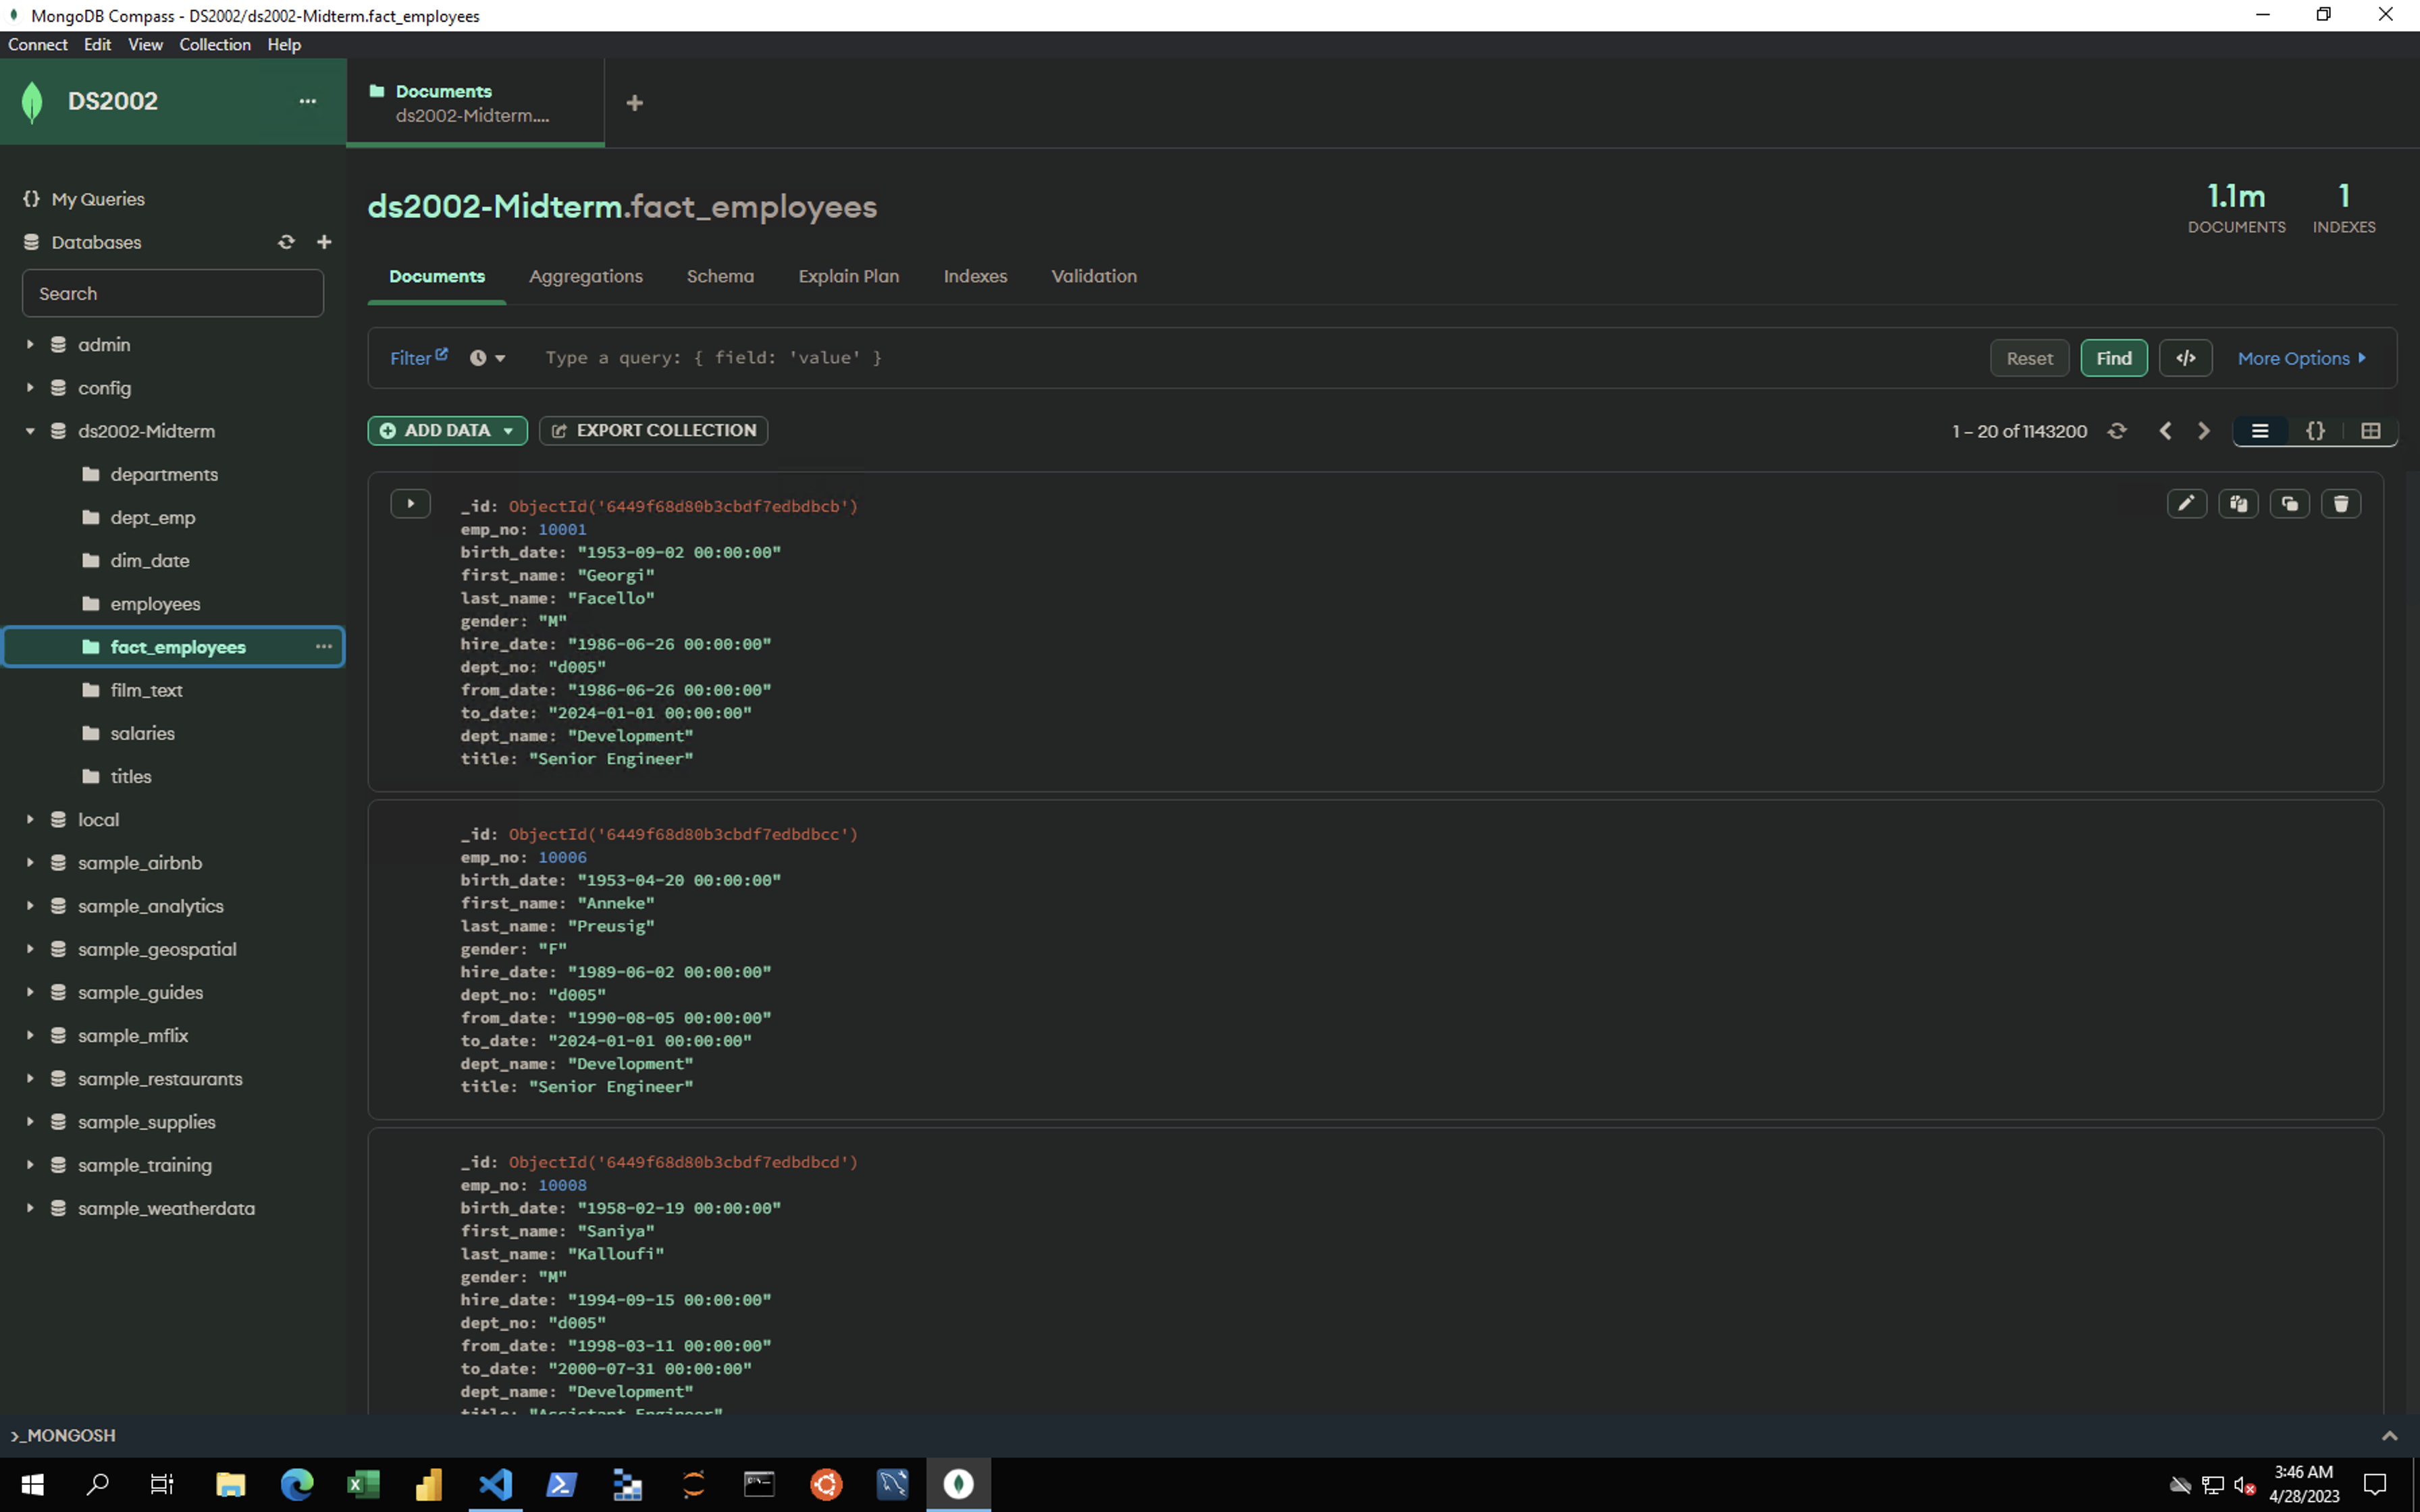 MongoDB Compass - DS2002/ds2002-Midterm.fact_employees
Connect Edit View Collection Help
DS2002
Documents
ds2002-Midterm....
My Queries
Databases
Search
admin
config
ds2002-Midterm
departments
dept_emp
dim_date
employees
fact_employees
film_text
salaries
titles
local
sample_airbnb
sample_analytics
sample_geospatial
sample_guides
sample_mflix
sample_restaurants
sample_supplies
sample_training
sample_weatherdata
ds2002-Midterm.fact_employees
1.1m
DOCUMENTS
1
INDEXES
Documents Aggregations Schema Explain Plan Indexes Validation
Filter Type a query: { field: 'value' } Reset Find </> More Options
ADD DATA EXPORT COLLECTION 1 – 20 of 1143200 {}
_id: ObjectId('6449f68d80b3cbdf7edbdbcb')
emp_no: 10001
birth_date: "1953-09-02 00:00:00"
first_name: "Georgi"
last_name: "Facello"
gender: "M"
hire_date: "1986-06-26 00:00:00"
dept_no: "d005"
from_date: "1986-06-26 00:00:00"
to_date: "2024-01-01 00:00:00"
dept_name: "Development"
title: "Senior Engineer"
_id: ObjectId('6449f68d80b3cbdf7edbdbcc')
emp_no: 10006
birth_date: "1953-04-20 00:00:00"
first_name: "Anneke"
last_name: "Preusig"
gender: "F"
hire_date: "1989-06-02 00:00:00"
dept_no: "d005"
from_date: "1990-08-05 00:00:00"
to_date: "2024-01-01 00:00:00"
dept_name: "Development"
title: "Senior Engineer"
_id: ObjectId('6449f68d80b3cbdf7edbdbcd')
emp_no: 10008
birth_date: "1958-02-19 00:00:00"
first_name: "Saniya"
last_name: "Kalloufi"
gender: "M"
hire_date: "1994-09-15 00:00:00"
dept_no: "d005"
from_date: "1998-03-11 00:00:00"
to_date: "2000-07-31 00:00:00"
dept_name: "Development"
title: "Assistant Engineer"
>_MONGOSH
3:46 AM
4/28/2023